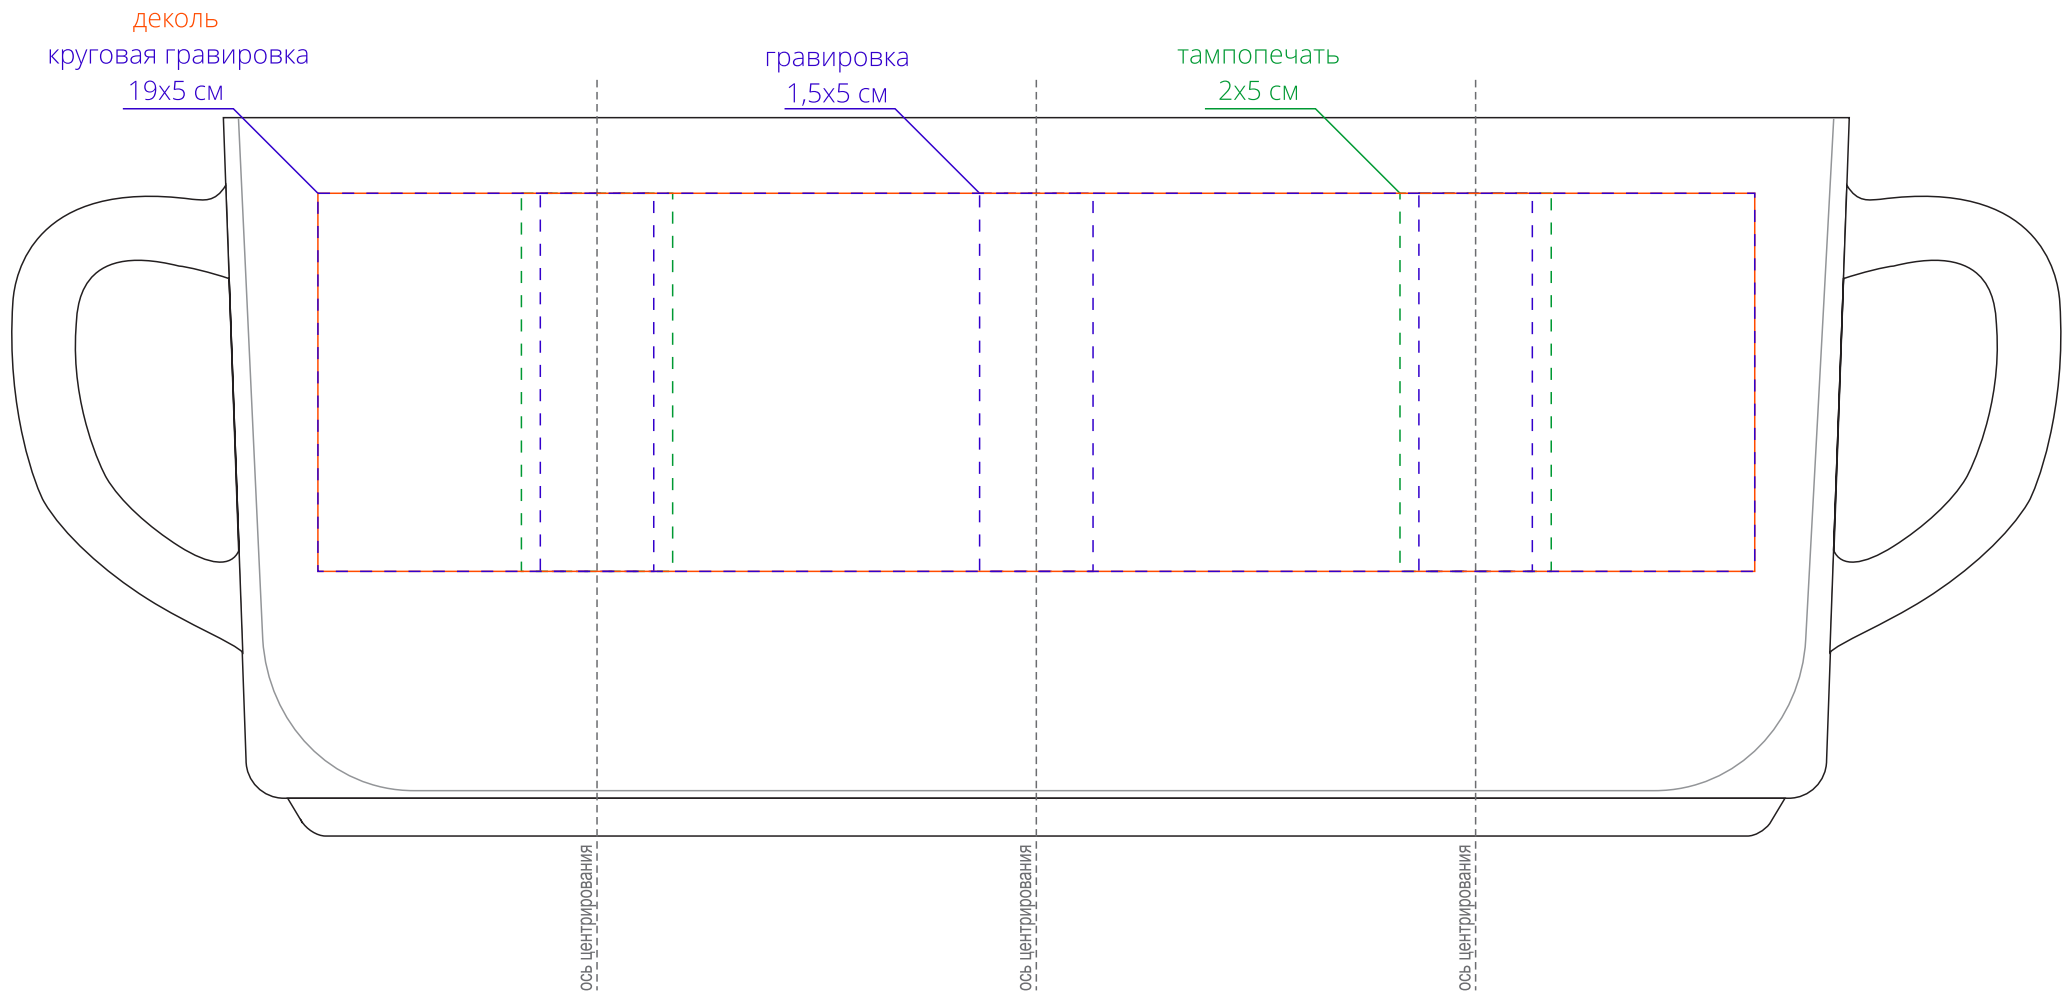 деколь
круговая гравировка
19х5 см
гравировка
1,5х5 см
тампопечать
2х5 см
ось центрирования
ось центрирования
ось центрирования